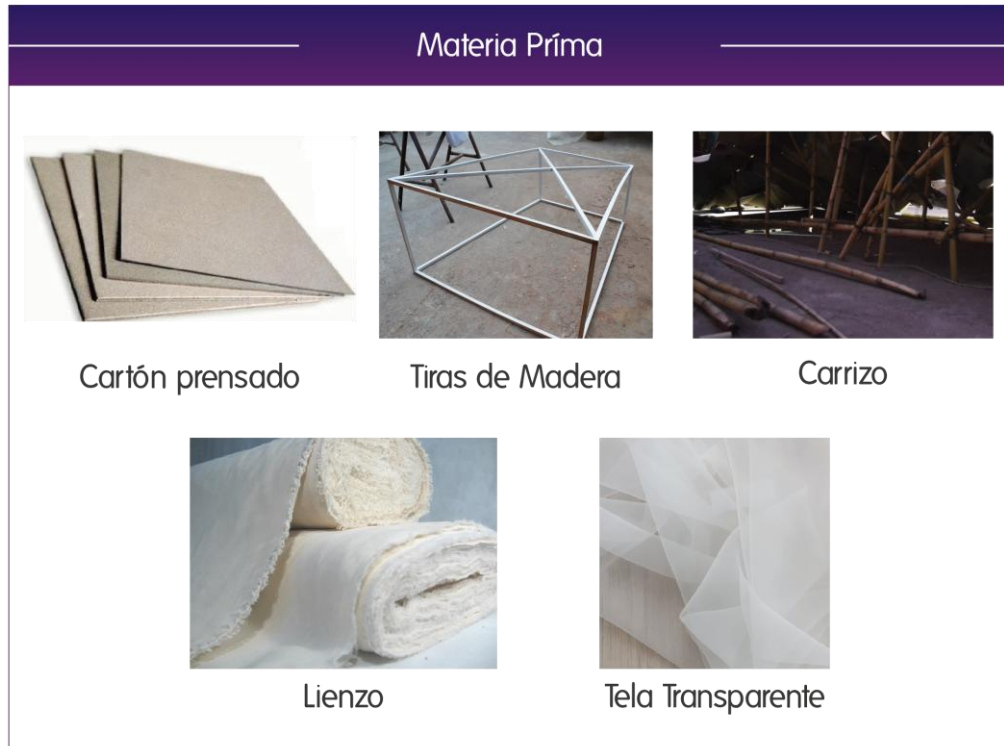 Materia Príma
Cartón prensado
Tiras de Madera
Carrizo
Lienzo
Tela Transparente